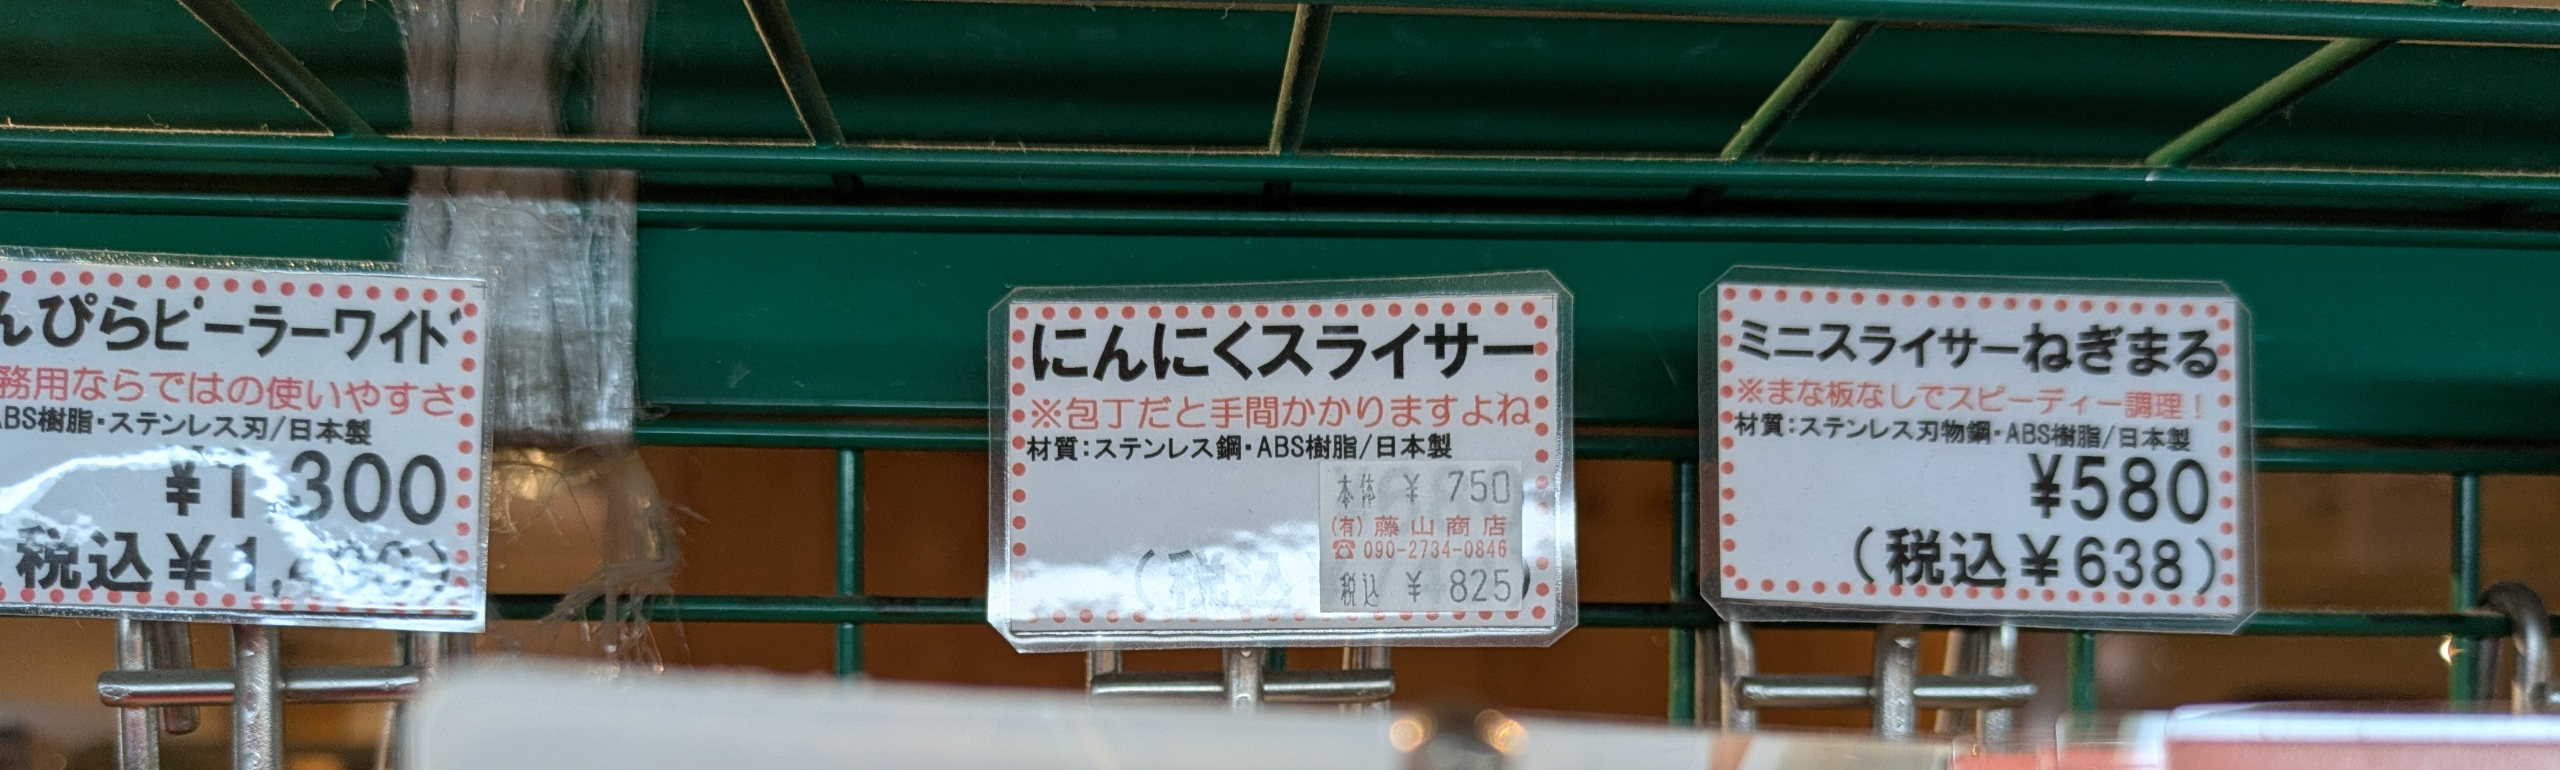 んぴらピーラーワイド
務用ならではの使いやすさ
ABS樹脂・ステンレス刃/日本製
¥1,300
(税込¥1,
にんにくスライサー
※包丁だと手間かかりますよね
材質:ステンレス鋼・ABS樹脂/日本製
本体 ¥ 750
(有) 藤山商店
☎090-2734-0846
税込 ¥ 825
(税込
ミニスライサーねぎまる
※まな板なしでスピーディー調理!
材質:ステンレス刃物鋼・ABS樹脂/日本製
¥580
(税込¥638)